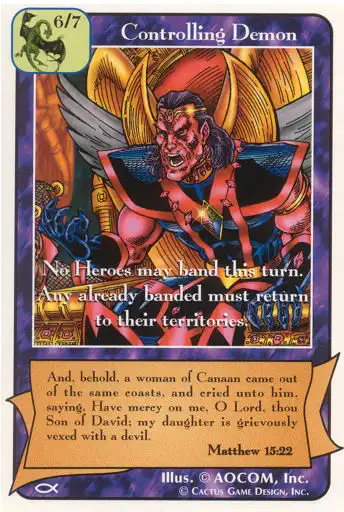 6/7
Controlling Demon
No Heroes may band this turn.
Any already banded must return
to their territories.
And, behold, a woman of Canaan came out
of the same coasts, and cried unto him,
saying, Have mercy on me, O Lord, thou
Son of David; my daughter is grievously
vexed with a devil.
Matthew 15:22
Illus. © AOCOM, Inc.
© Cactus Game Design, Inc.